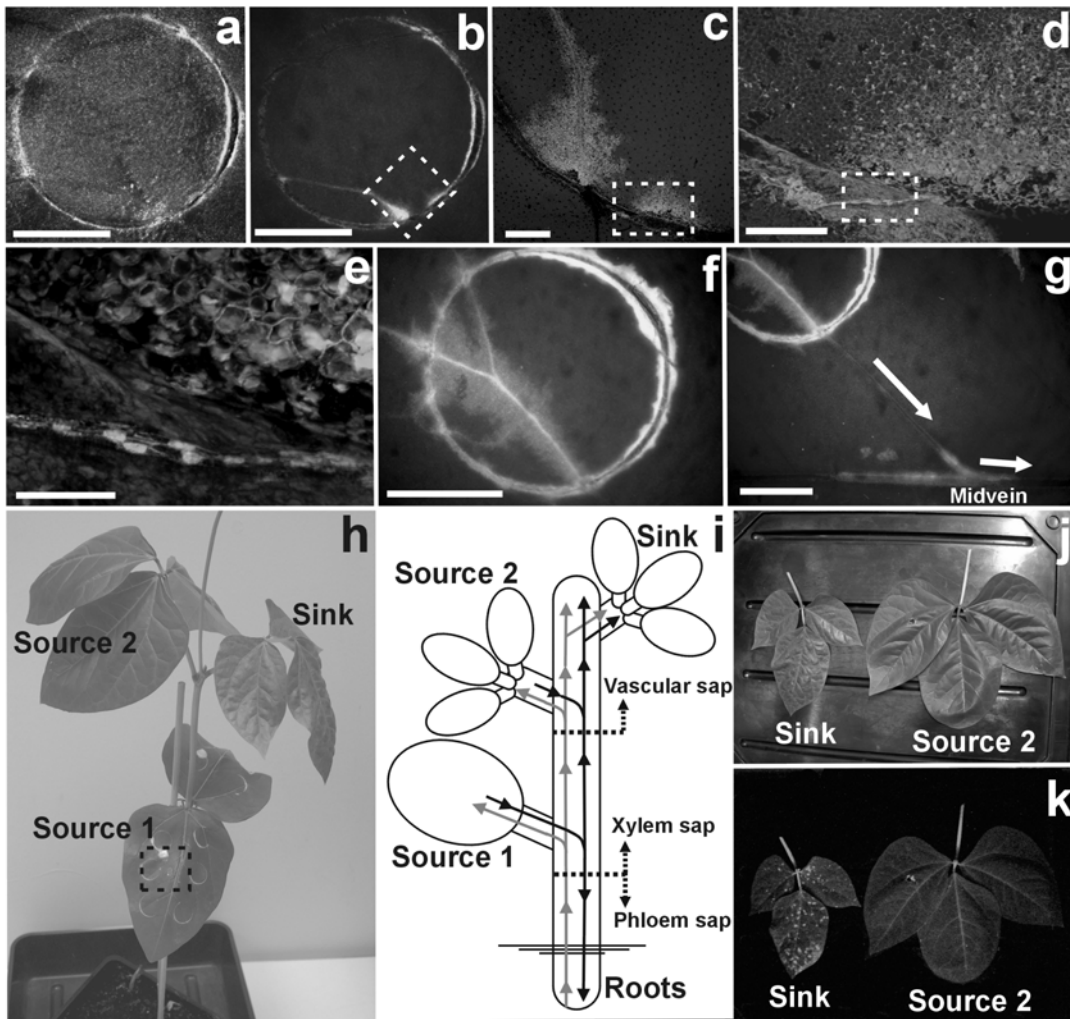 a
b
c
d
e
f
g
Midvein
h
Source 2
Sink
Source 1
i
Sink
Source 2
Vascular sap
Source 1
Xylem sap
Phloem sap
Roots
j
Sink
Source 2
k
Sink
Source 2